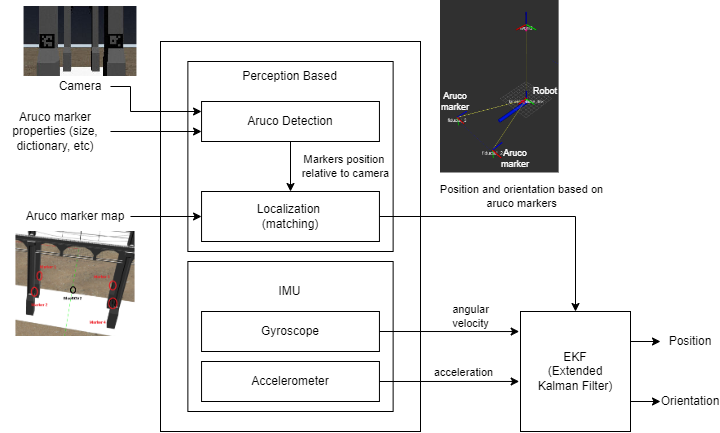 Camera
Aruco marker
properties (size,
dictionary, etc)
Aruco marker map
Perception Based
Aruco Detection
Markers position
relative to camera
Localization
(matching)
IMU
Gyroscope
Accelerometer
Robot
Aruco
marker
Aruco
marker
Position and orientation based on
aruco markers
angular
velocity
acceleration
EKF
(Extended
Kalman Filter)
Position
Orientation